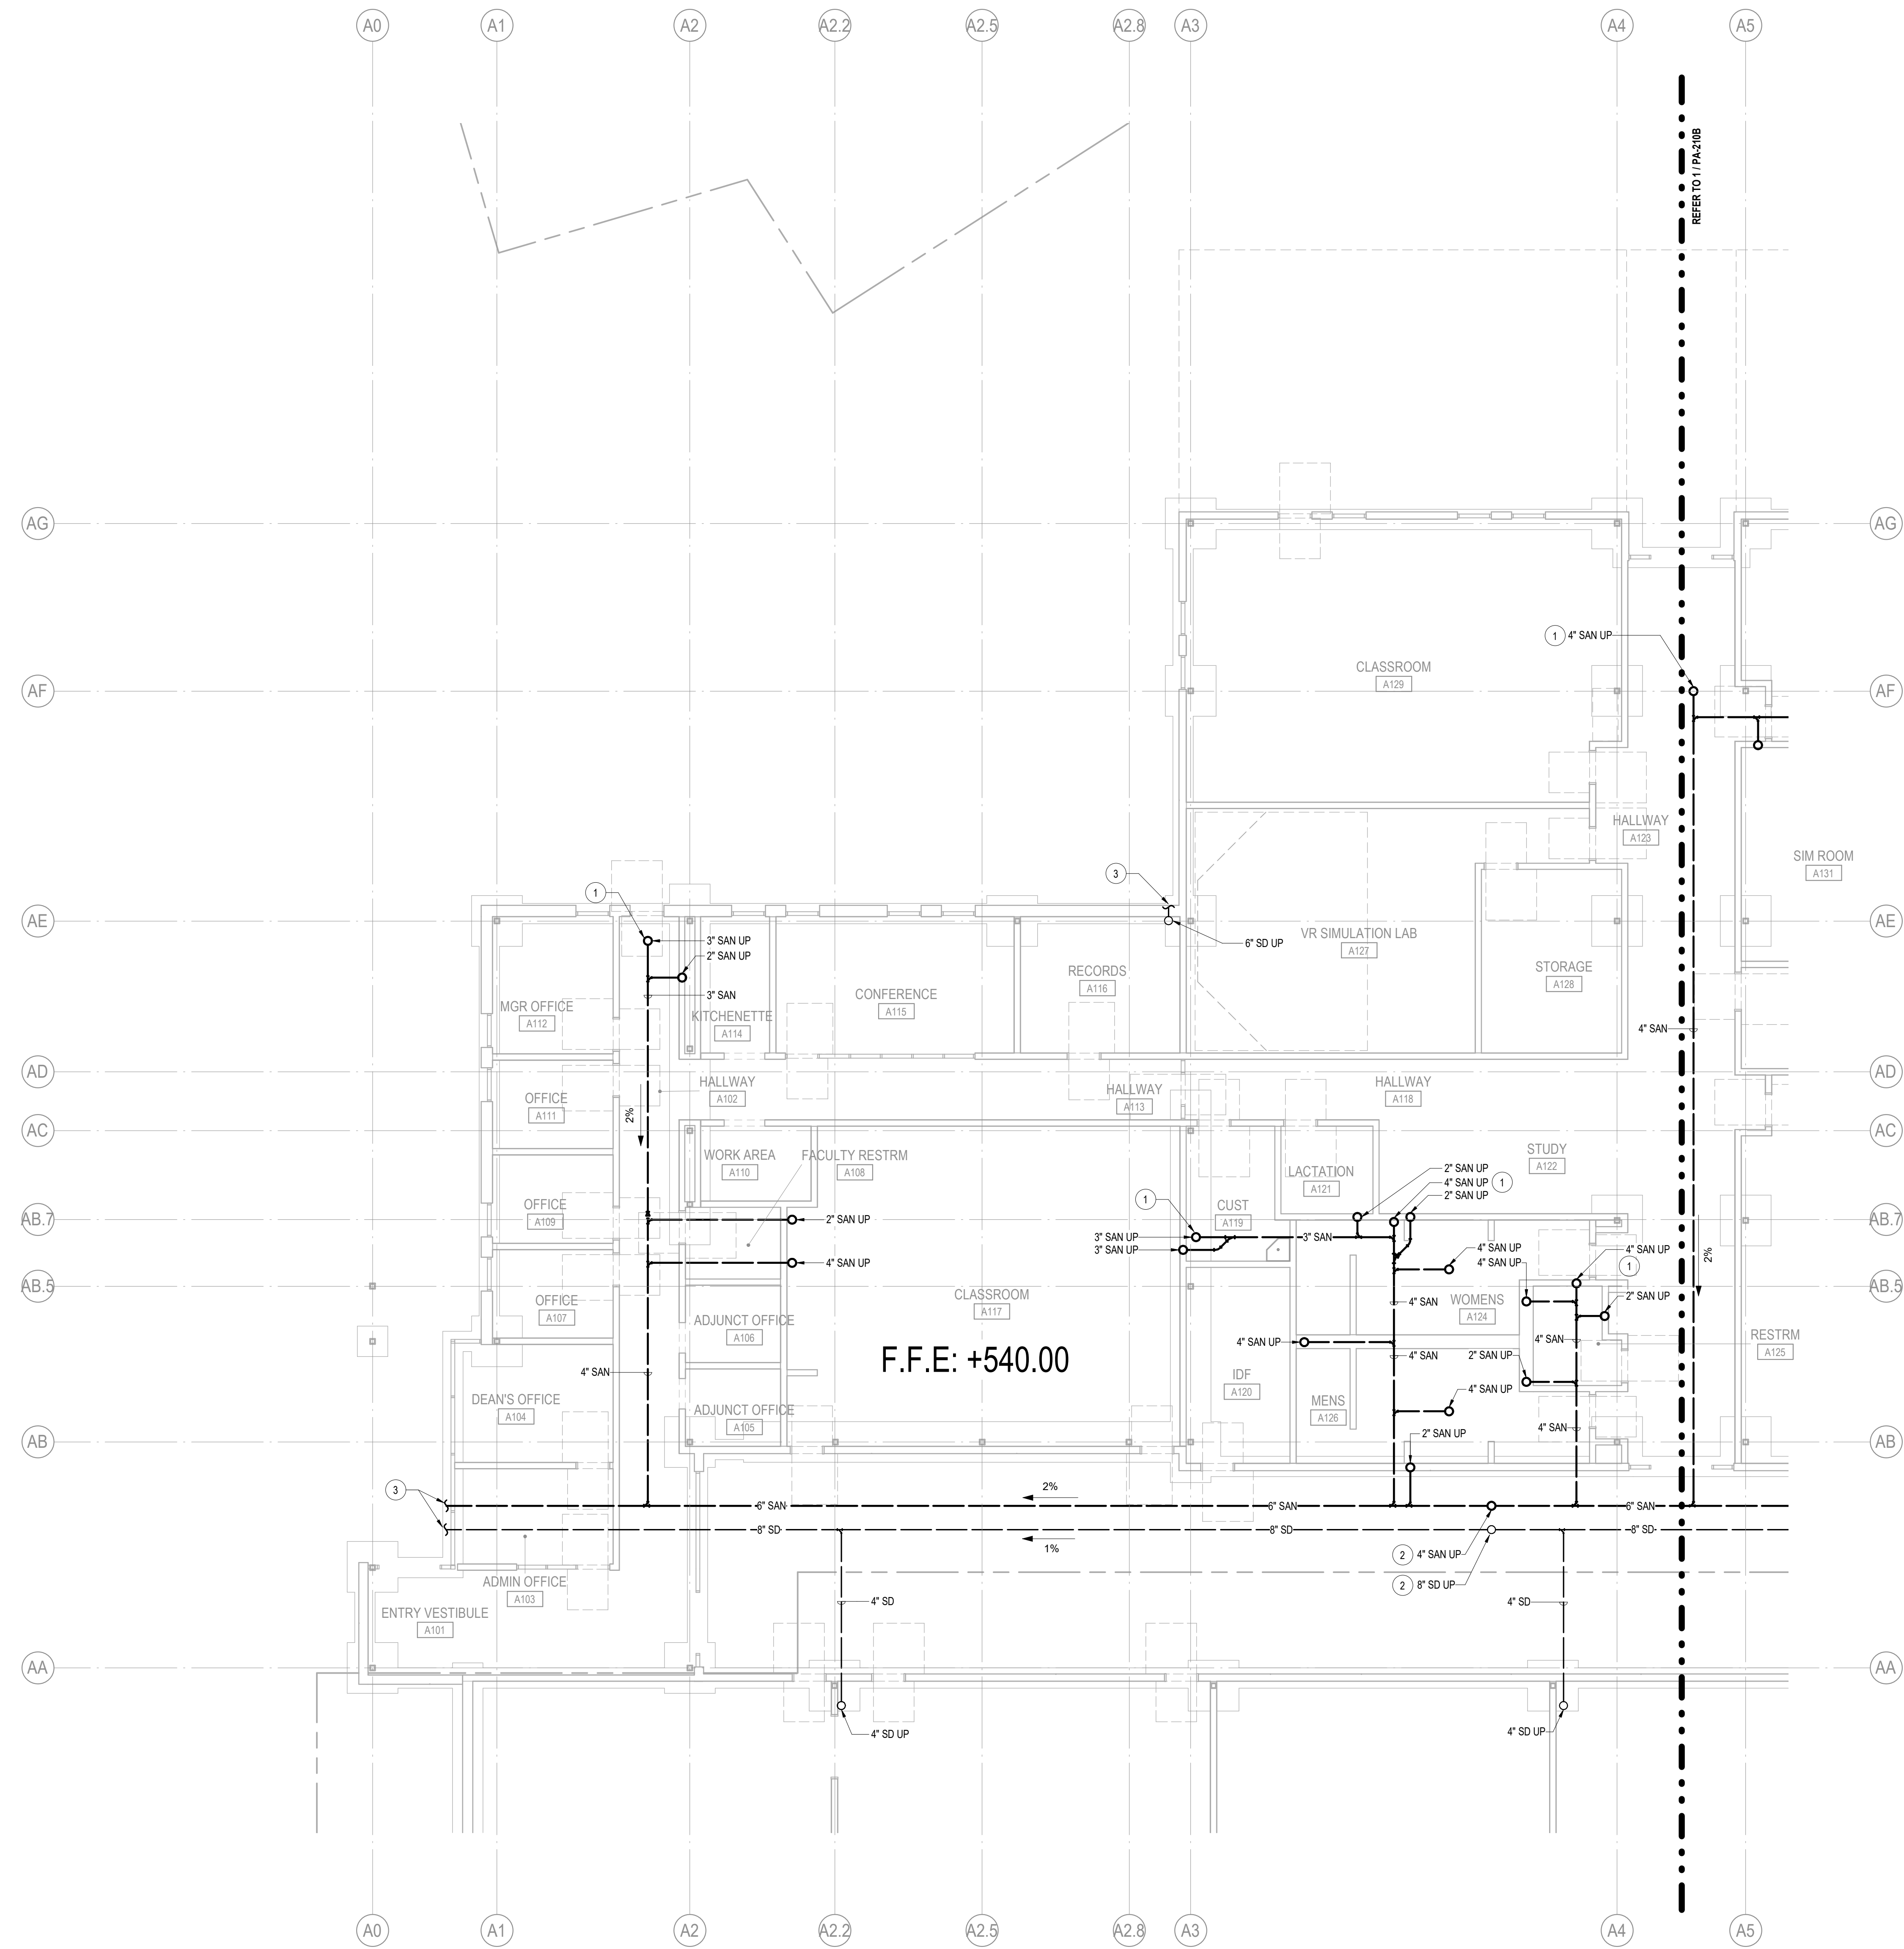 A0 A1 A2 A2.2 A2.5 A2.8 A3 A4 A5
REFER TO 1 / PA-210B
AG AG
1 4" SAN UP
CLASSROOM
A129
AF AF
HALLWAY
A123
SIM ROOM
A131
3
1
AE AE
3" SAN UP
2" SAN UP
6" SD UP
VR SIMULATION LAB
A127
RECORDS
A116
STORAGE
A128
3" SAN
CONFERENCE
A115
MGR OFFICE
A112
KITCHENETTE
A114
4" SAN
AD AD
HALLWAY
A102
HALLWAY
A113
HALLWAY
A118
OFFICE
A111
2%
AC AC
WORK AREA
A110
FACULTY RESTRM
A108
STUDY
A122
LACTATION
A121
2" SAN UP
4" SAN UP 1
2" SAN UP
1
CUST
A119
OFFICE
A109
AB.7 AB.7
2" SAN UP
3" SAN UP
3" SAN UP
3" SAN
4" SAN UP
4" SAN UP
4" SAN UP
1
2%
4" SAN UP
AB.5 AB.5
CLASSROOM
A117
OFFICE
A107
4" SAN
WOMENS
A124
2" SAN UP
ADJUNCT OFFICE
A106
RESTRM
A125
4" SAN UP
4" SAN
F.F.E: +540.00
4" SAN
2" SAN UP
4" SAN
IDF
A120
MENS
A126
4" SAN UP
DEAN'S OFFICE
A104
ADJUNCT OFFICE
A105
4" SAN
2" SAN UP
AB AB
3
2%
6" SAN 6" SAN 6" SAN
8" SD 8" SD 8" SD
1%
2 4" SAN UP
2 8" SD UP
ADMIN OFFICE
A103
4" SD 4" SD
ENTRY VESTIBULE
A101
AA AA
4" SD UP 4" SD UP
A0 A1 A2 A2.2 A2.5 A2.8 A3 A4 A5